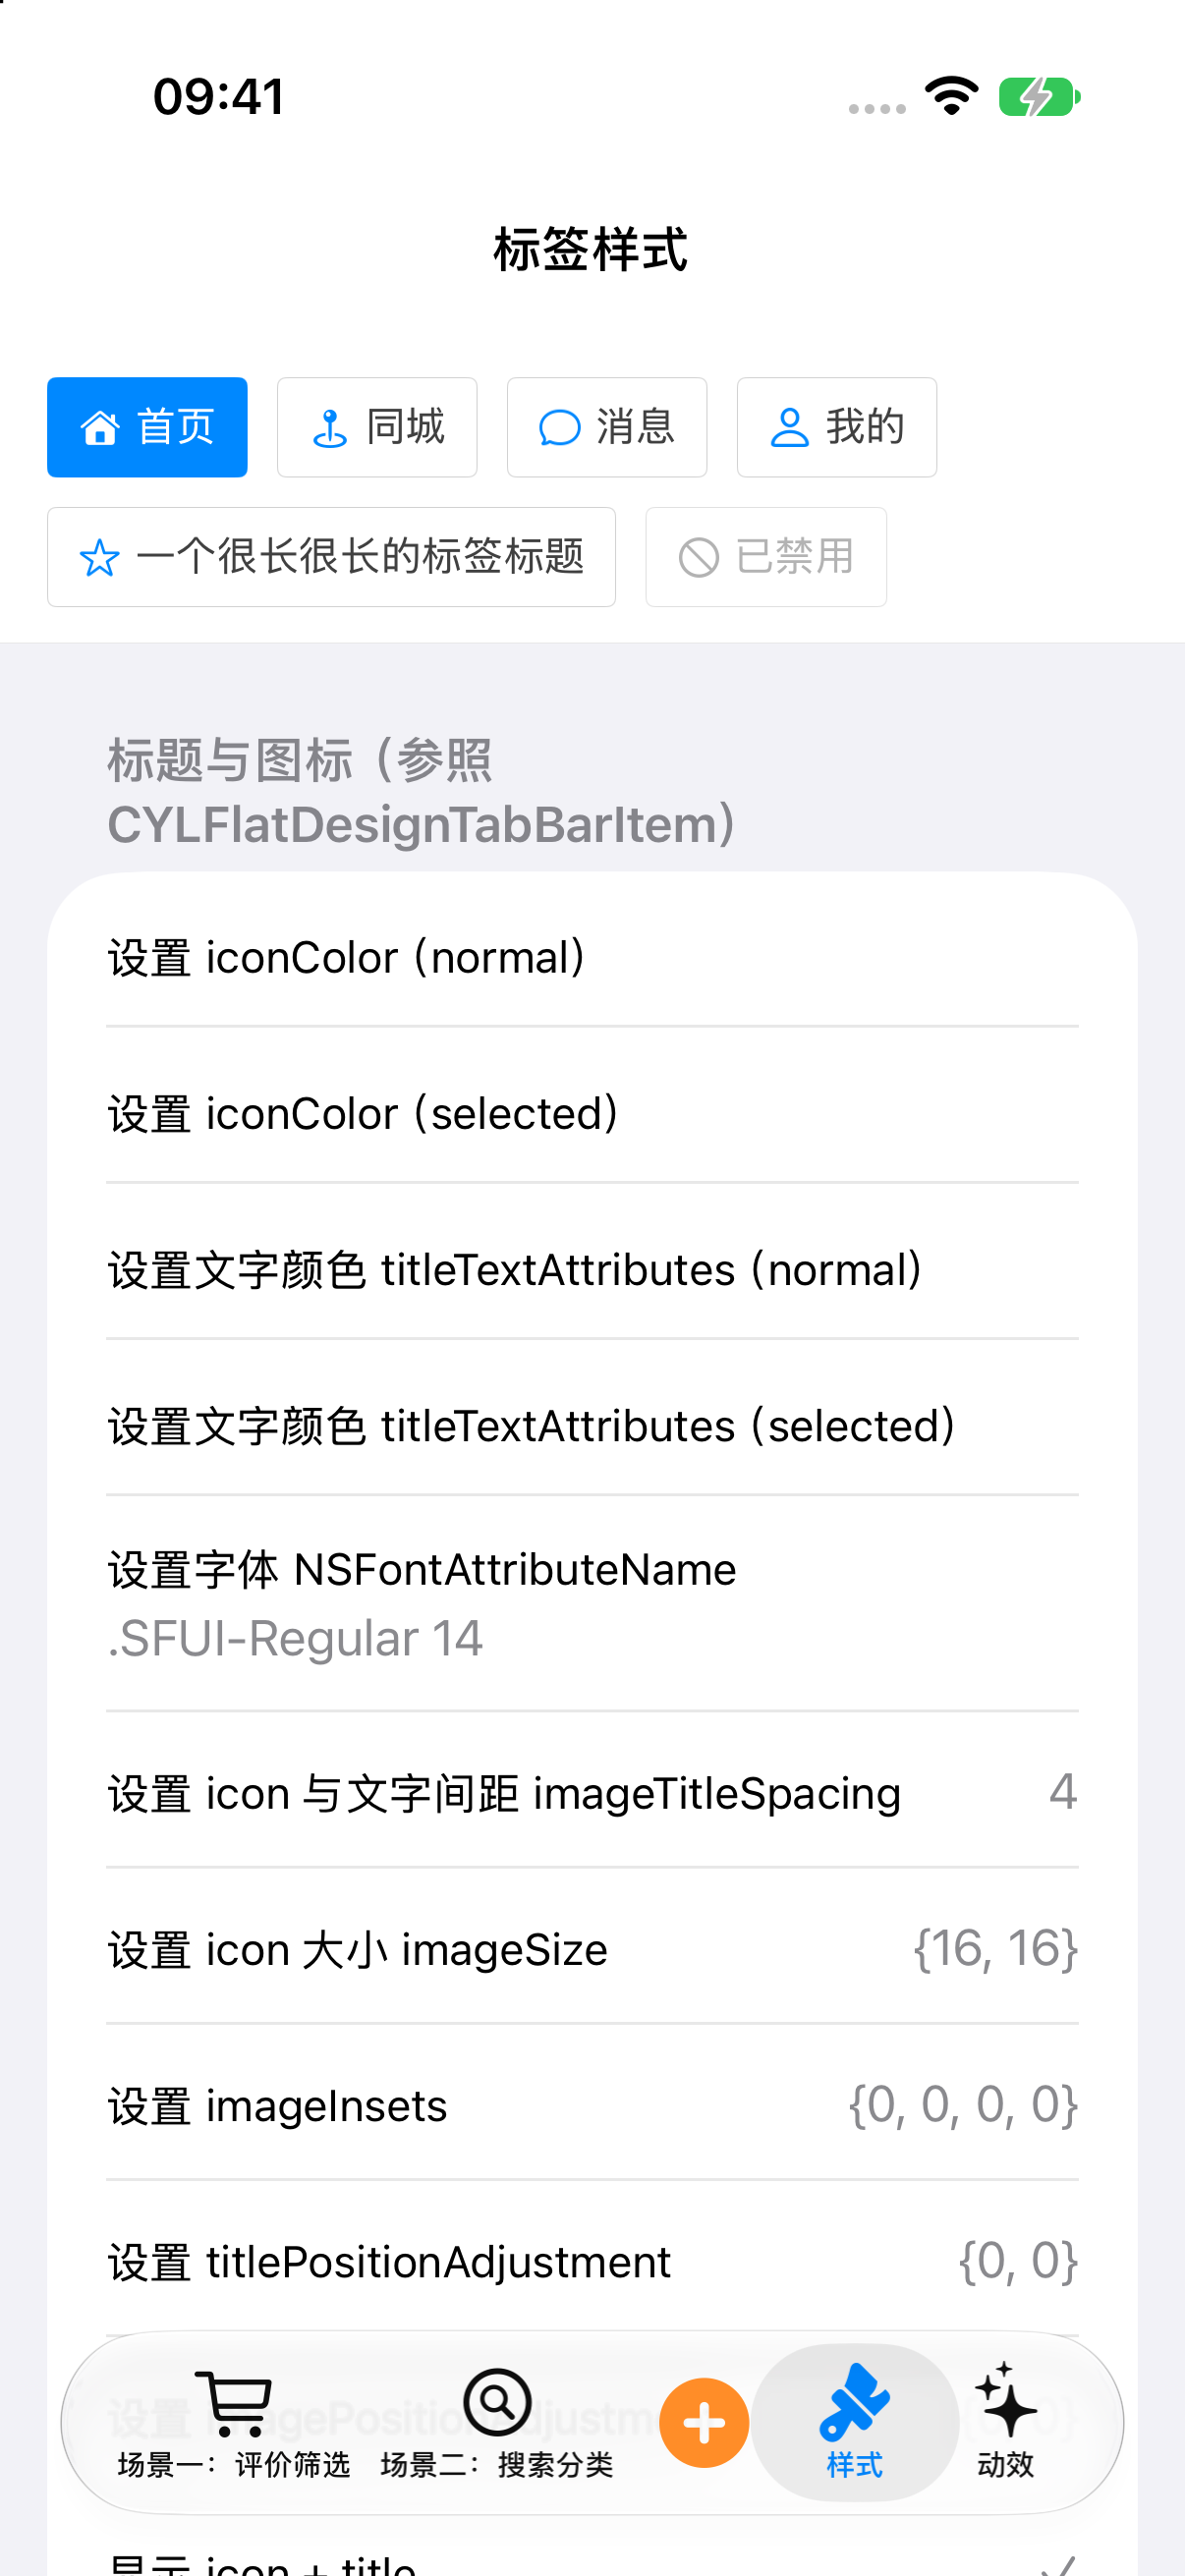 09:41
标签样式
首页
同城
消息
我的
一个很长很长的标签标题
已禁用
标题与图标（参照
CYLFlatDesignTabBarItem）
设置 iconColor（normal）
设置 iconColor（selected）
设置文字颜色 titleTextAttributes（normal）
设置文字颜色 titleTextAttributes（selected）
设置字体 NSFontAttributeName
.SFUI-Regular 14
设置 icon 与文字间距 imageTitleSpacing
4
设置 icon 大小 imageSize
{16, 16}
设置 imageInsets
{0, 0, 0, 0}
设置 titlePositionAdjustment
{0, 0}
场景一：评价筛选
场景二：搜索分类
样式
动效
显示 icon + title